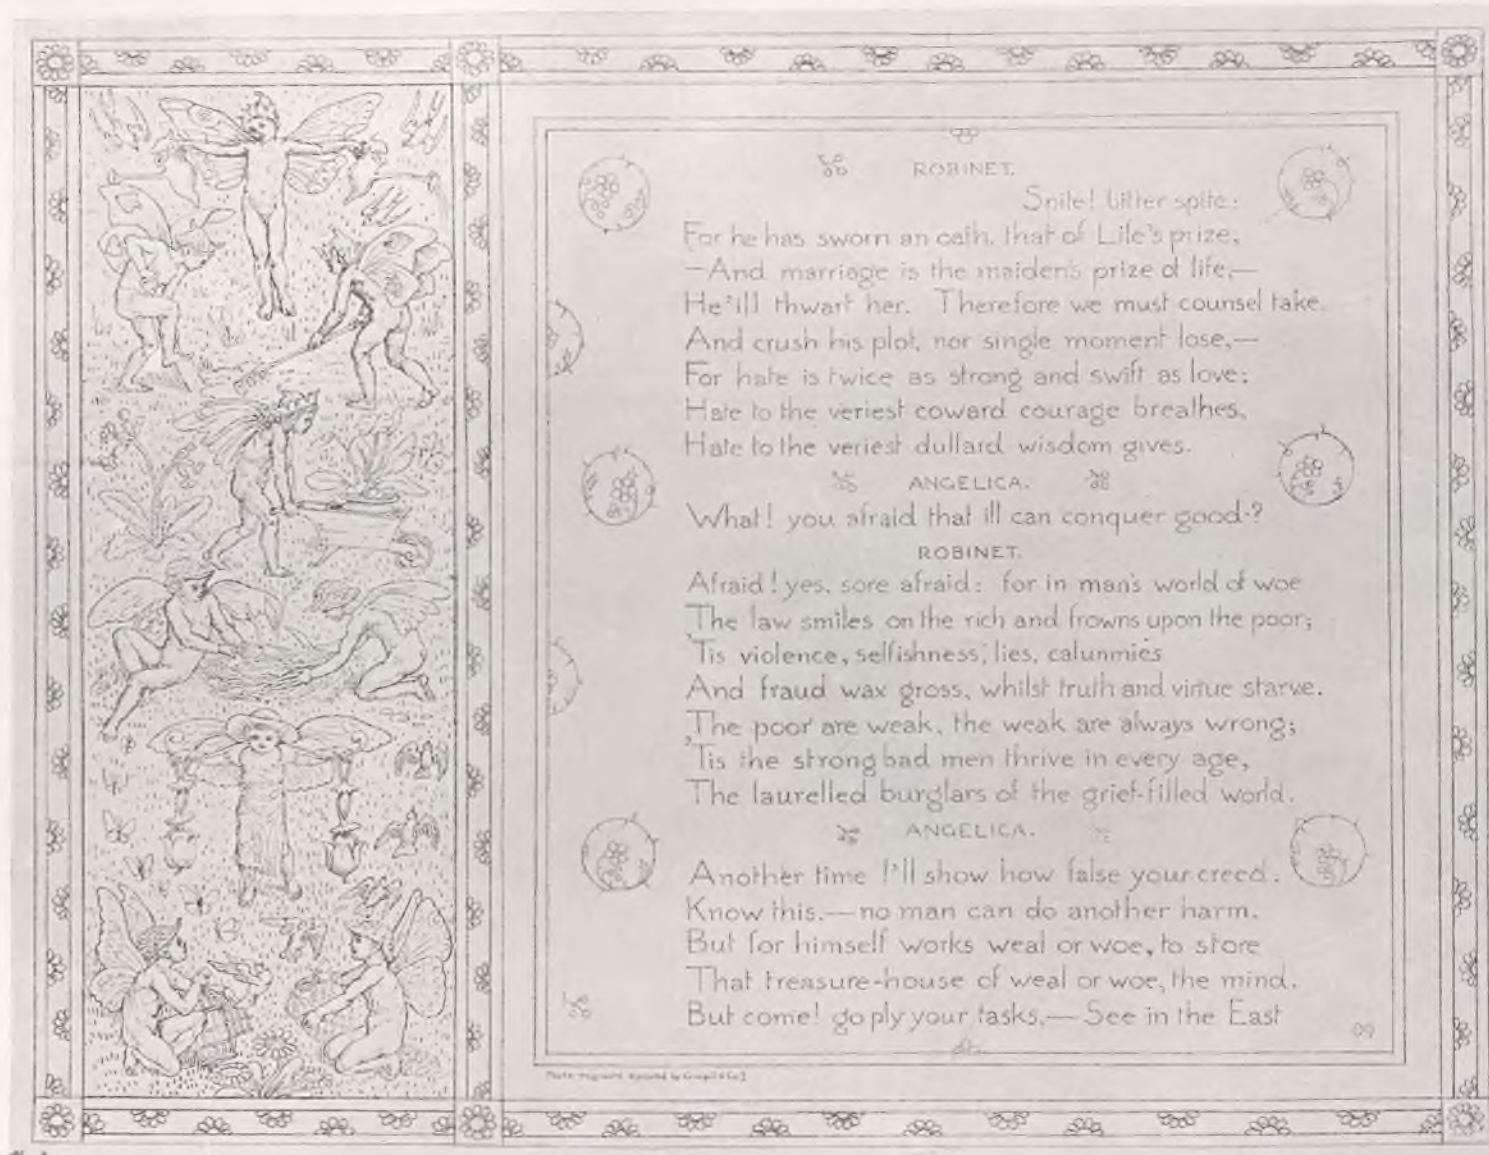 ROBINET.
Spite! bitter spite:
For he has sworn an oath, that of Life's prize,
—And marriage is the maiden's prize of life,—
He'ill thwart her. Therefore we must counsel take.
And crush his plot, nor single moment lose,—
For hate is twice as strong and swift as love;
Hate to the veriest coward courage breathes,
Hate to the veriest dullard wisdom gives.
ANGELICA.
What! you afraid that ill can conquer good?
ROBINET.
Afraid! yes, sore afraid: for in man's world of woe
The law smiles on the rich and frowns upon the poor;
'Tis violence, selfishness, lies, calumnies
And fraud wax gross, whilst truth and virtue starve.
The poor are weak, the weak are always wrong;
'Tis the strong bad men thrive in every age,
The laurelled burglars of the grief-filled world.
ANGELICA.
Another time I'll show how false your creed.
Know this,—no man can do another harm.
But for himself works weal or woe, to store
That treasure-house of weal or woe, the mind.
But come! go ply your tasks,— See in the East
by Goupil & Co